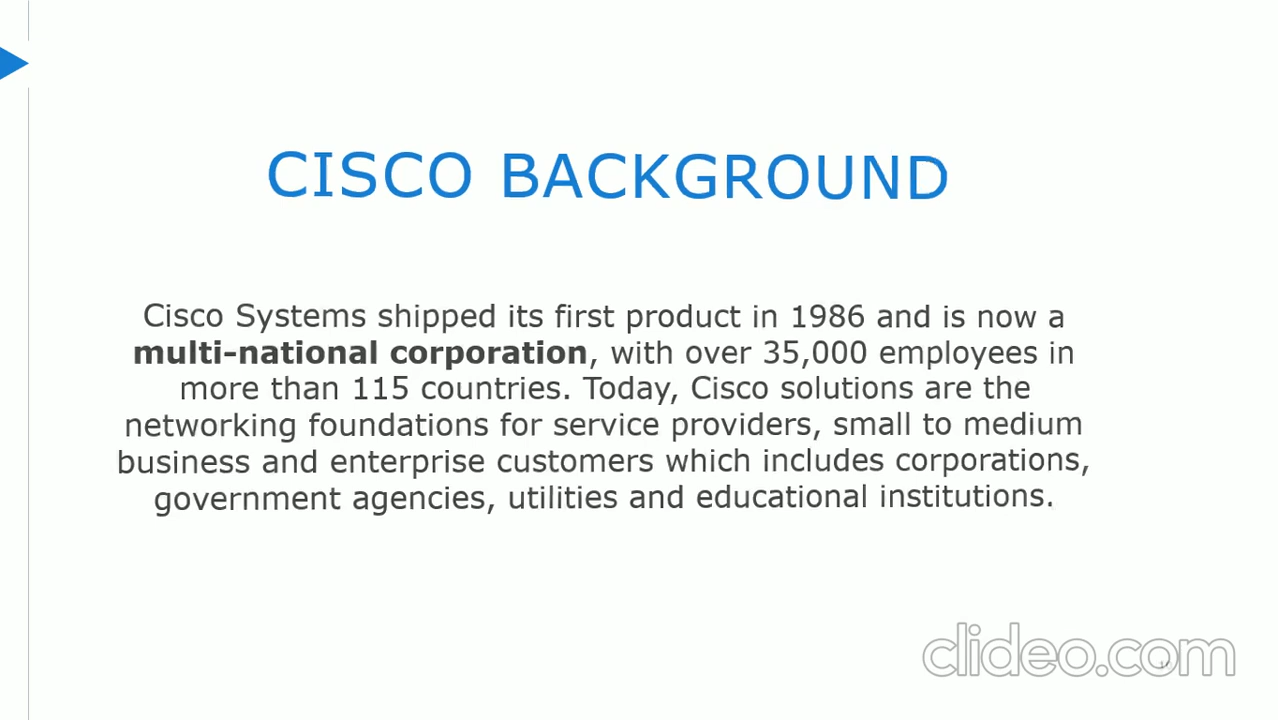 CISCO BACKGROUND
Cisco Systems shipped its first product in 1986 and is now a
multi-national corporation, with over 35,000 employees in
more than 115 countries. Today, Cisco solutions are the
networking foundations for service providers, small to medium
business and enterprise customers which includes corporations,
government agencies, utilities and educational institutions.
clideo.com